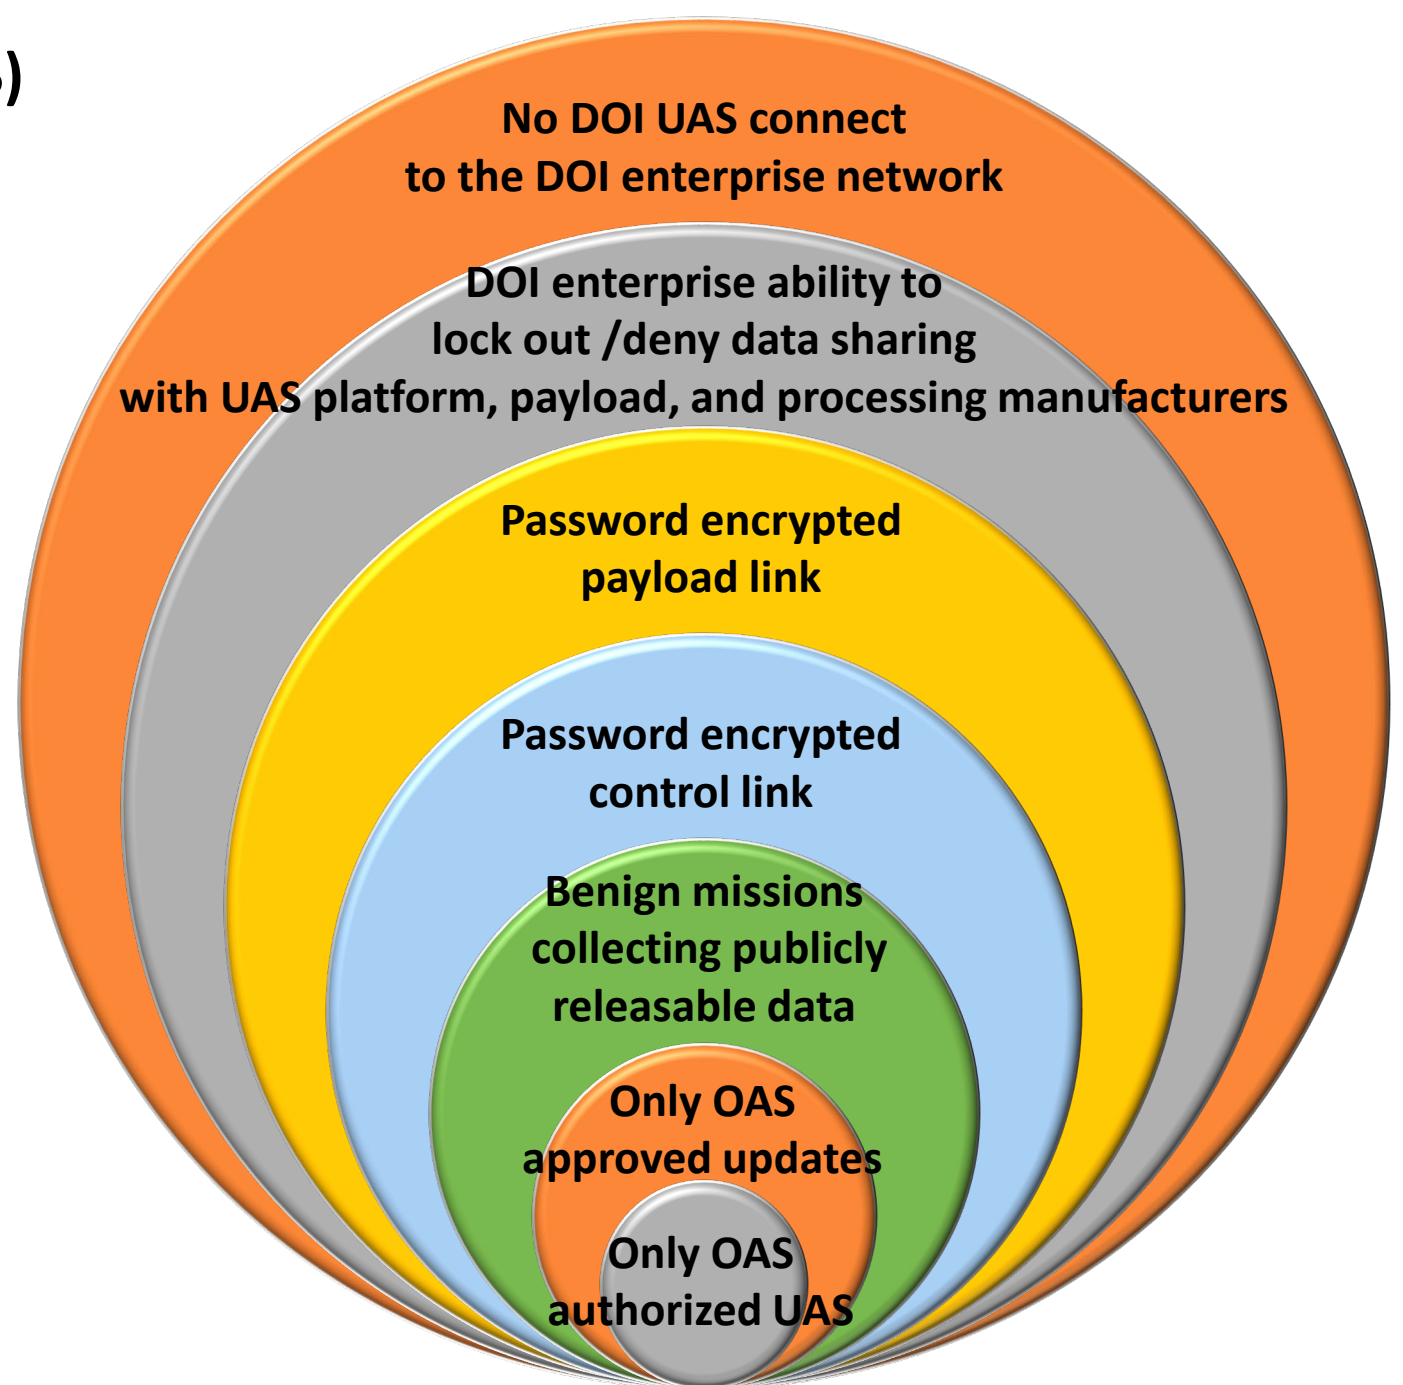 )
No DOI UAS connect
to the DOI enterprise network
DOI enterprise ability to
lock out /deny data sharing
with UAS platform, payload, and processing manufacturers
Password encrypted
payload link
Password encrypted
control link
Benign missions
collecting publicly
releasable data
Only OAS
approved updates
Only OAS
authorized UAS